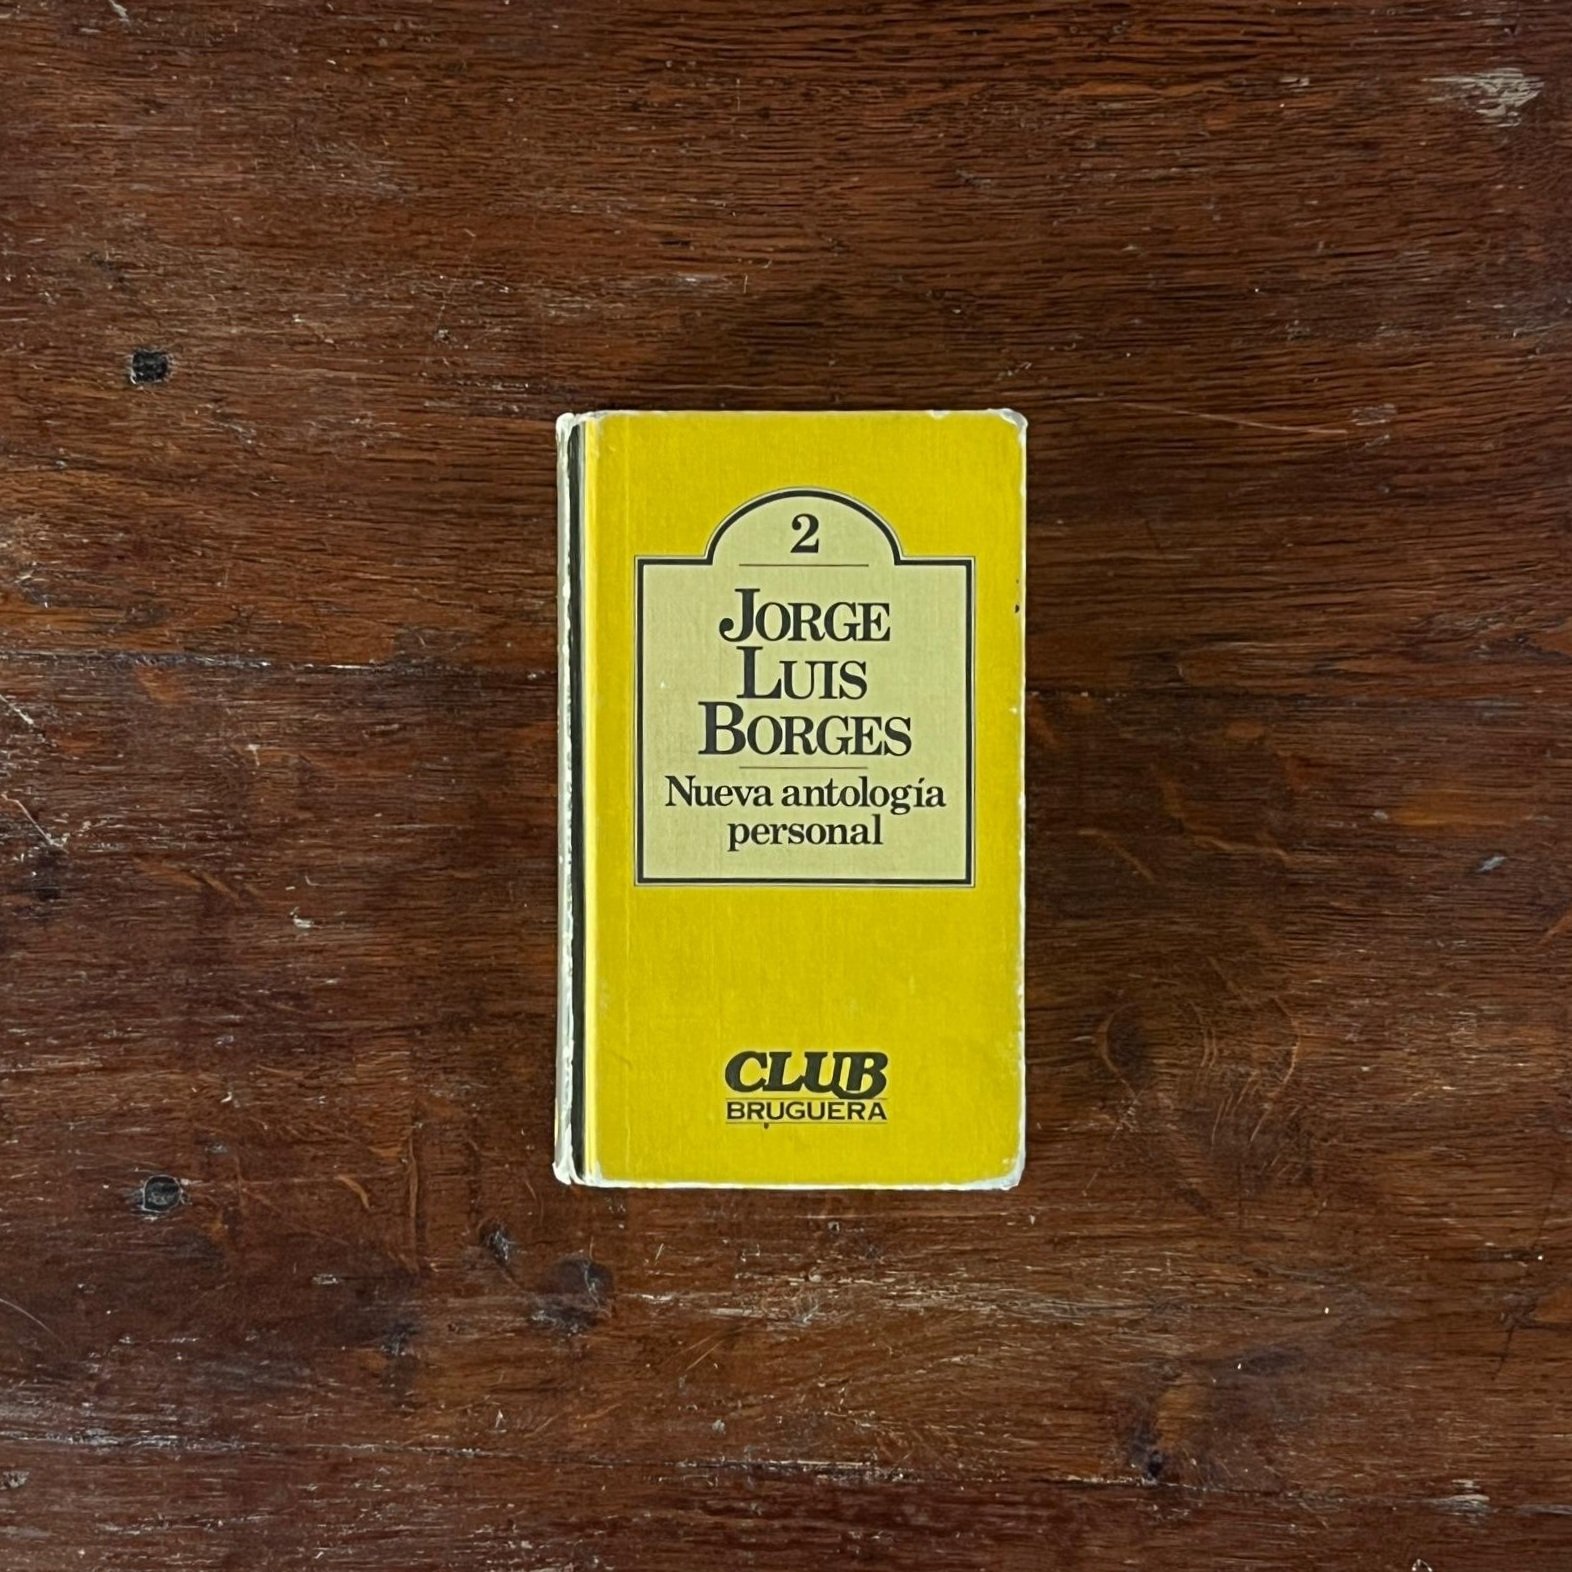 2
JORGE
LUIS
BORGES
Nueva antología
personal
CLUB
BRUGUERA